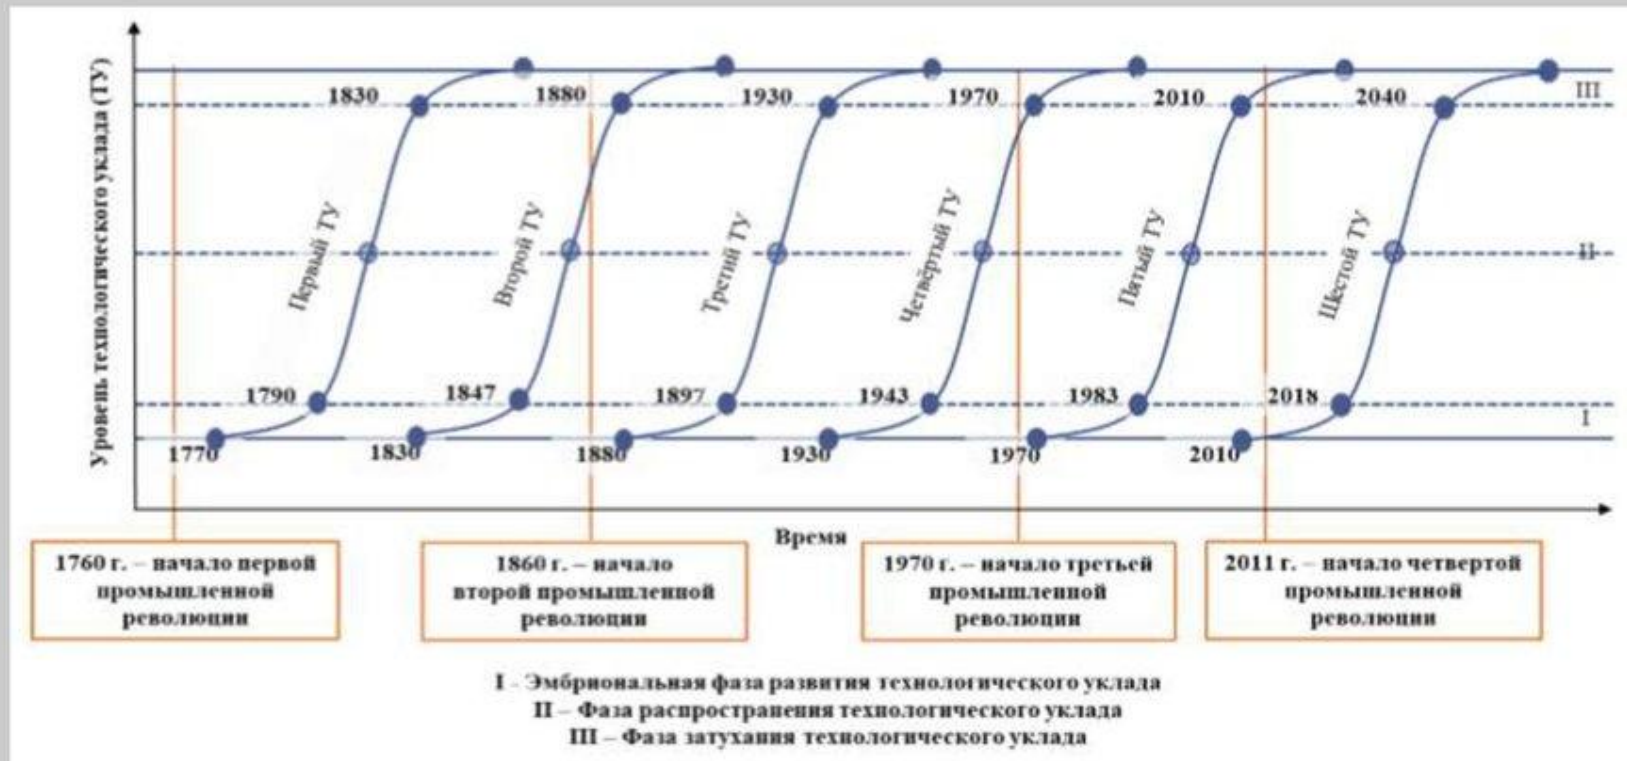 Уровень технологического уклада (ТУ)
1830
1880
1930
1970
2010
2040
III
Первый ТУ
Второй ТУ
Третий ТУ
Четвёртый ТУ
Пятый ТУ
Шестой ТУ
II
1790
1847
1897
1943
1983
2018
I
1770
1830
1880
1930
1970
2010
Время
1760 г. – начало первой
промышленной
революции
1860 г. – начало
второй промышленной
революции
1970 г. – начало третьей
промышленной
революции
2011 г. – начало четвертой
промышленной
революции
I – Эмбриональная фаза развития технологического уклада
II – Фаза распространения технологического уклада
III – Фаза затухания технологического уклада